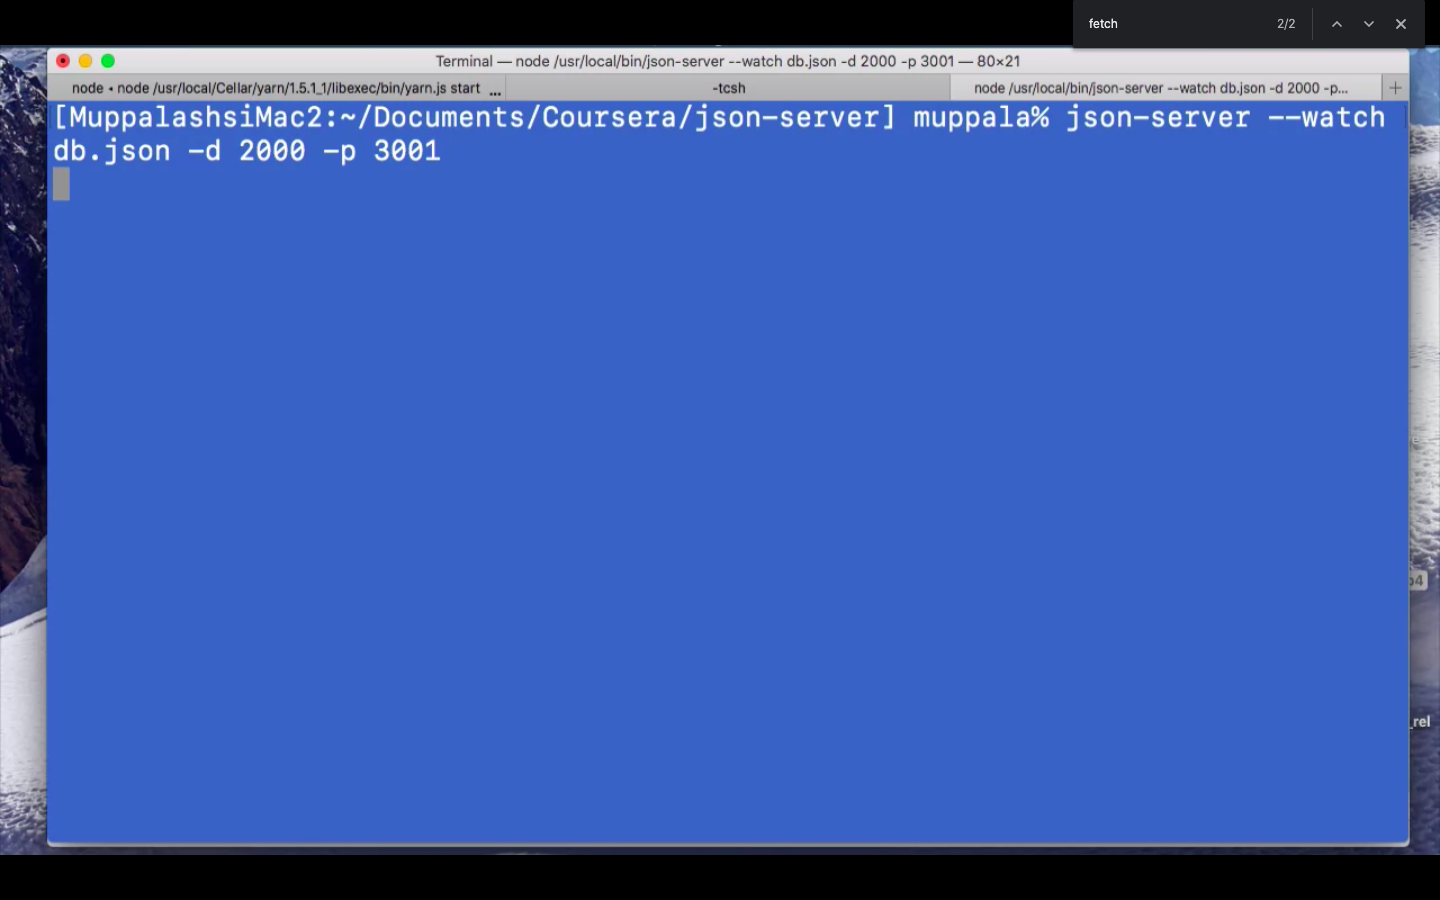 fetch 2/2
Terminal — node /usr/local/bin/json-server --watch db.json -d 2000 -p 3001 — 80×21
node • node /usr/local/Cellar/yarn/1.5.1_1/libexec/bin/yarn.js start ...
-tcsh
node /usr/local/bin/json-server --watch db.json -d 2000 -p...
[MuppalashsiMac2:~/Documents/Coursera/json-server] muppala% json-server --watch
db.json -d 2000 -p 3001
_rel